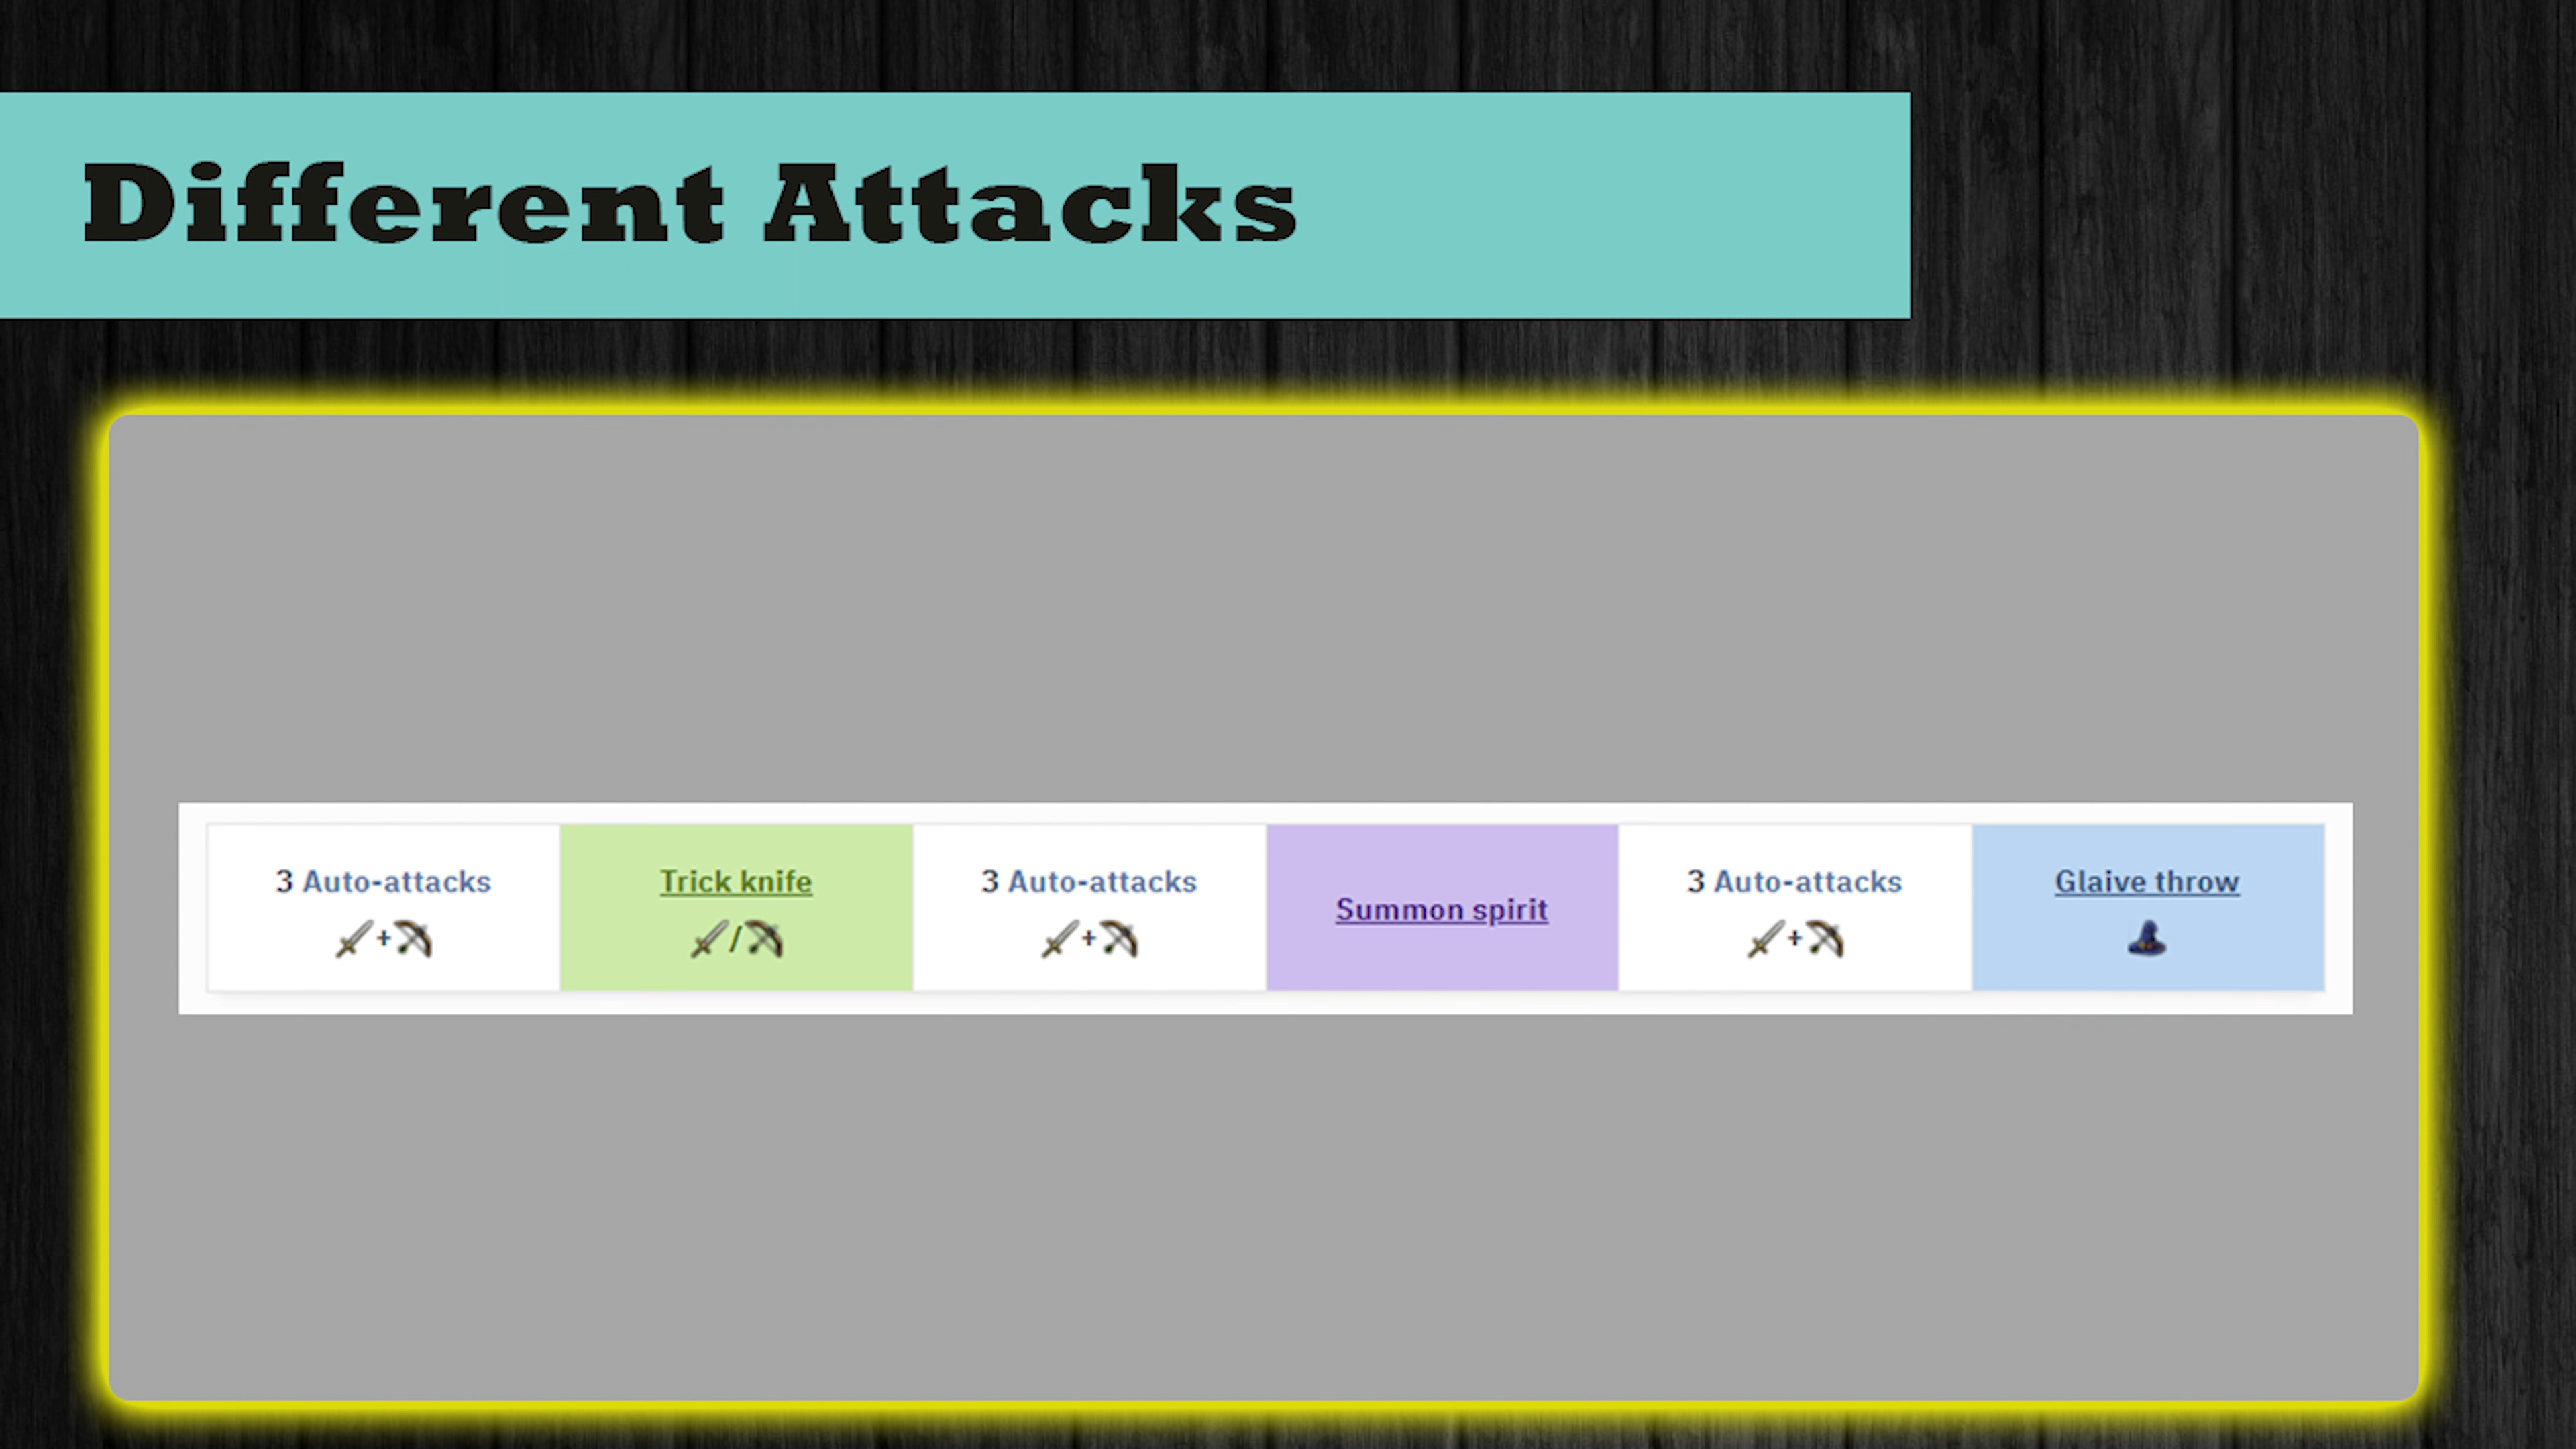 Different Attacks
3 Auto-attacks
+
Trick knife
/
3 Auto-attacks
+
Summon spirit
3 Auto-attacks
+
Glaive throw